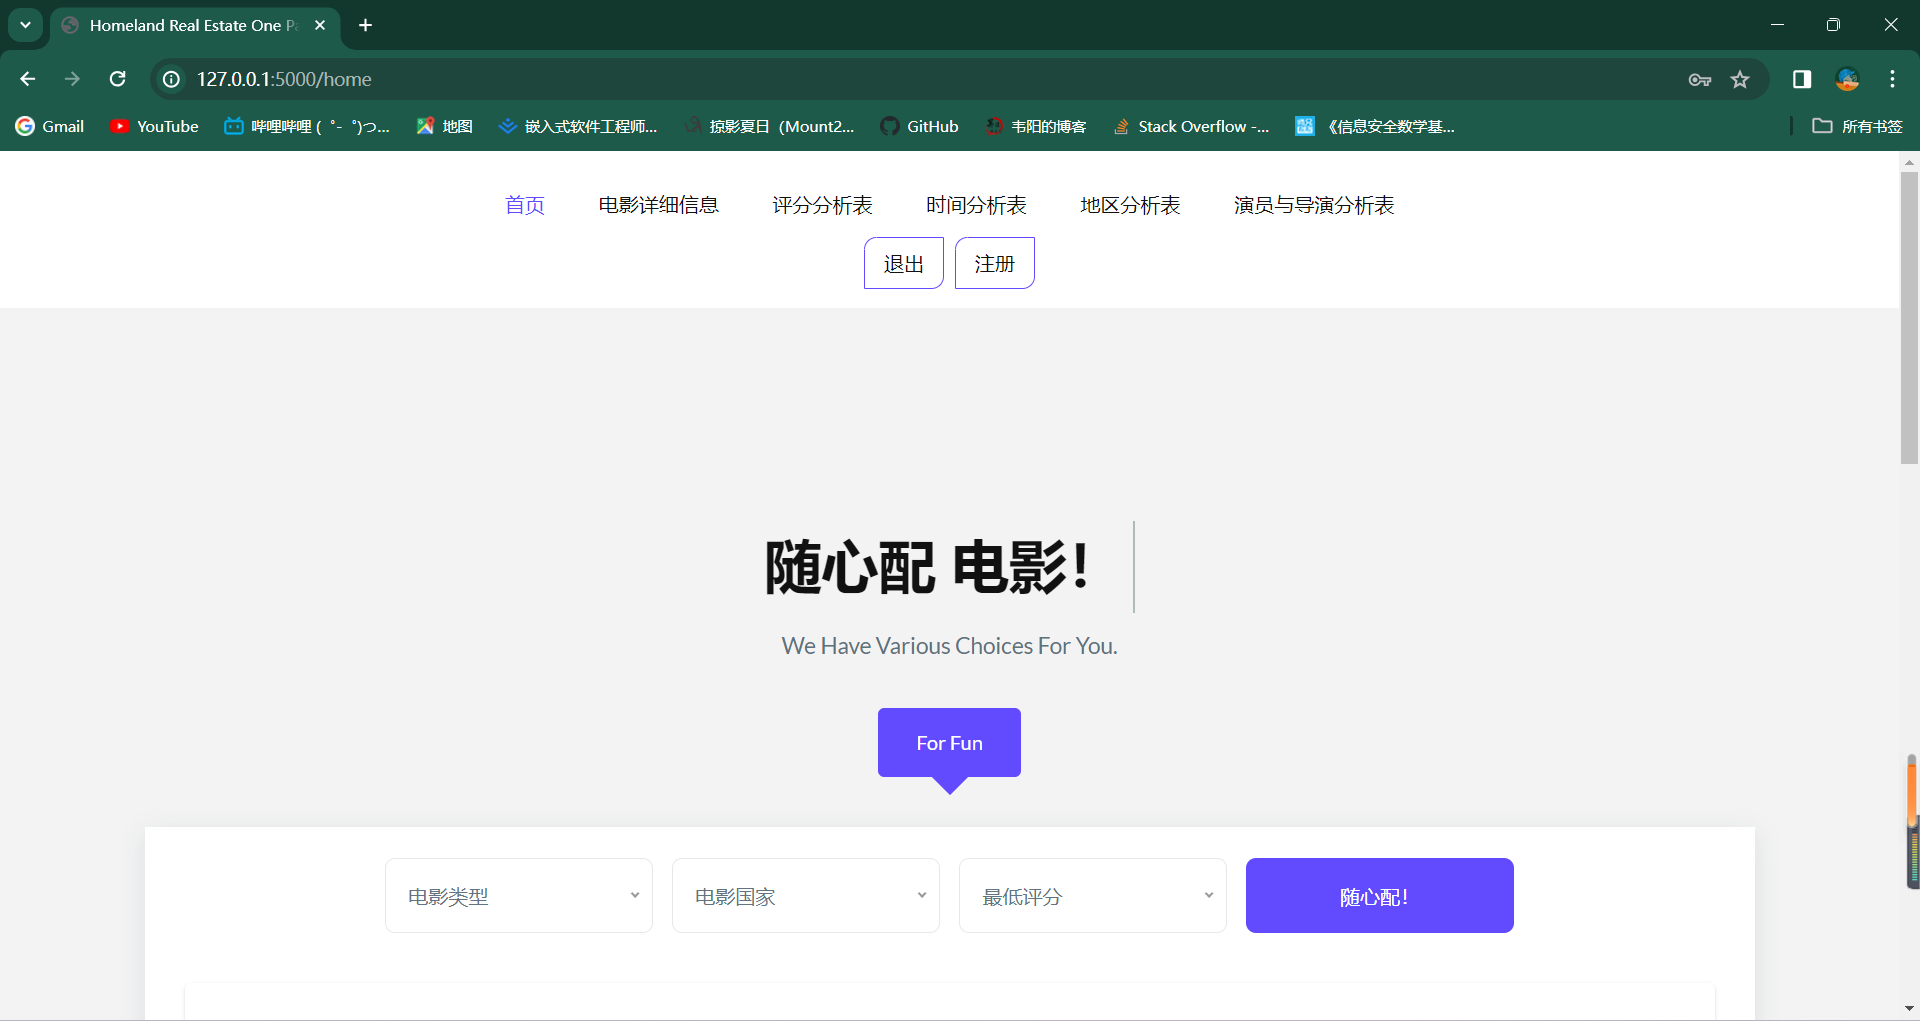 Homeland Real Estate One Pa
127.0.0.1:5000/home
Gmail
YouTube
哔哩哔哩 ( ゜- ゜)つ...
地图
嵌入式软件工程师...
掠影夏日（Mount2...
GitHub
韦阳的博客
Stack Overflow -...
《信息安全数学基...
所有书签
首页
电影详细信息
评分分析表
时间分析表
地区分析表
演员与导演分析表
退出
注册
随心配 电影！
We Have Various Choices For You.
For Fun
电影类型
电影国家
最低评分
随心配！